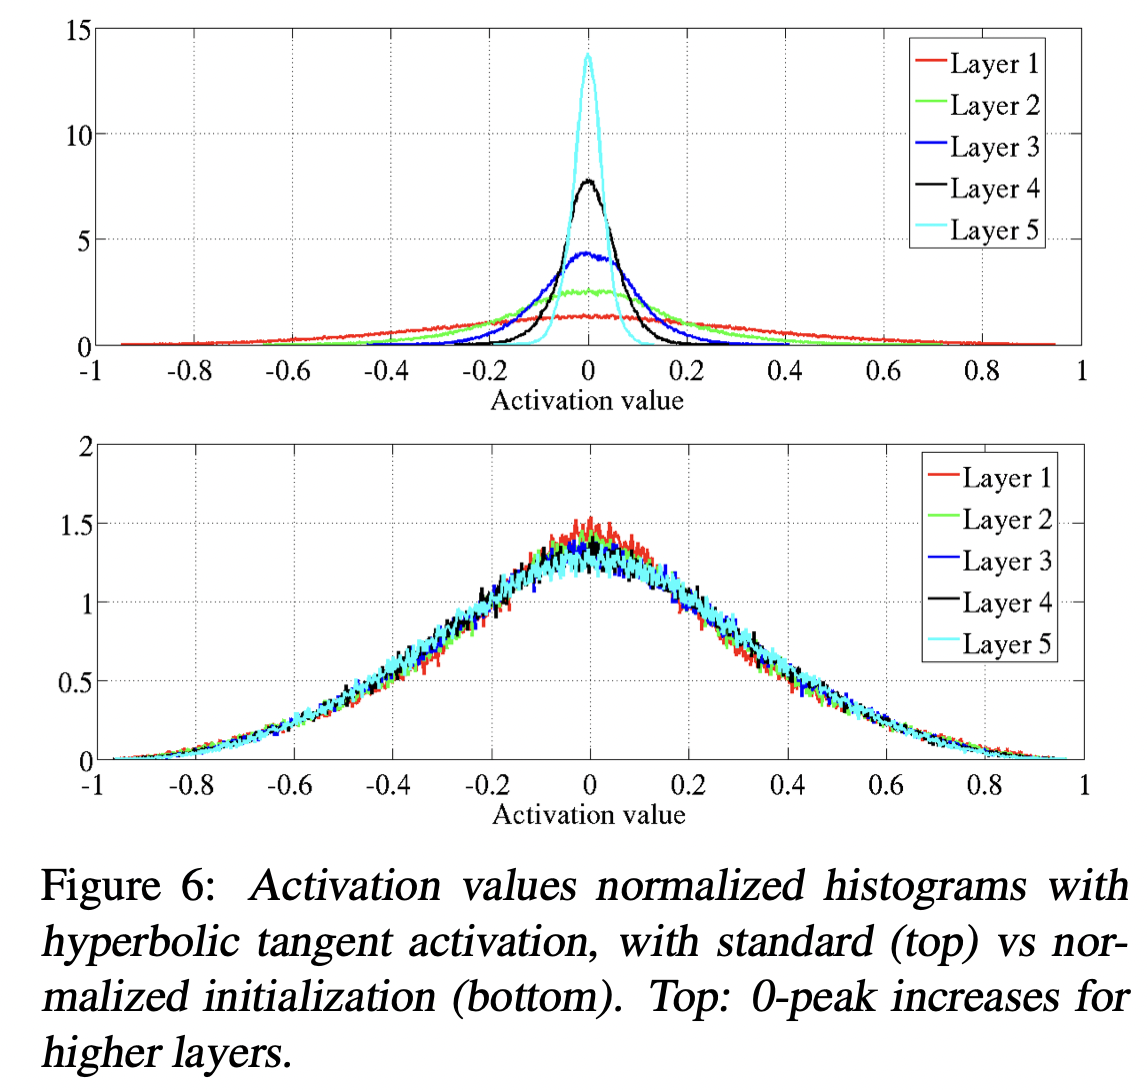 15
10
5
0
-1 -0.8 -0.6 -0.4 -0.2 0 0.2 0.4 0.6 0.8 1
Activation value
Layer 1
Layer 2
Layer 3
Layer 4
Layer 5
2
1.5
1
0.5
0
-1 -0.8 -0.6 -0.4 -0.2 0 0.2 0.4 0.6 0.8 1
Activation value
Layer 1
Layer 2
Layer 3
Layer 4
Layer 5
Figure 6: Activation values normalized histograms with
hyperbolic tangent activation, with standard (top) vs nor-
malized initialization (bottom). Top: 0-peak increases for
higher layers.